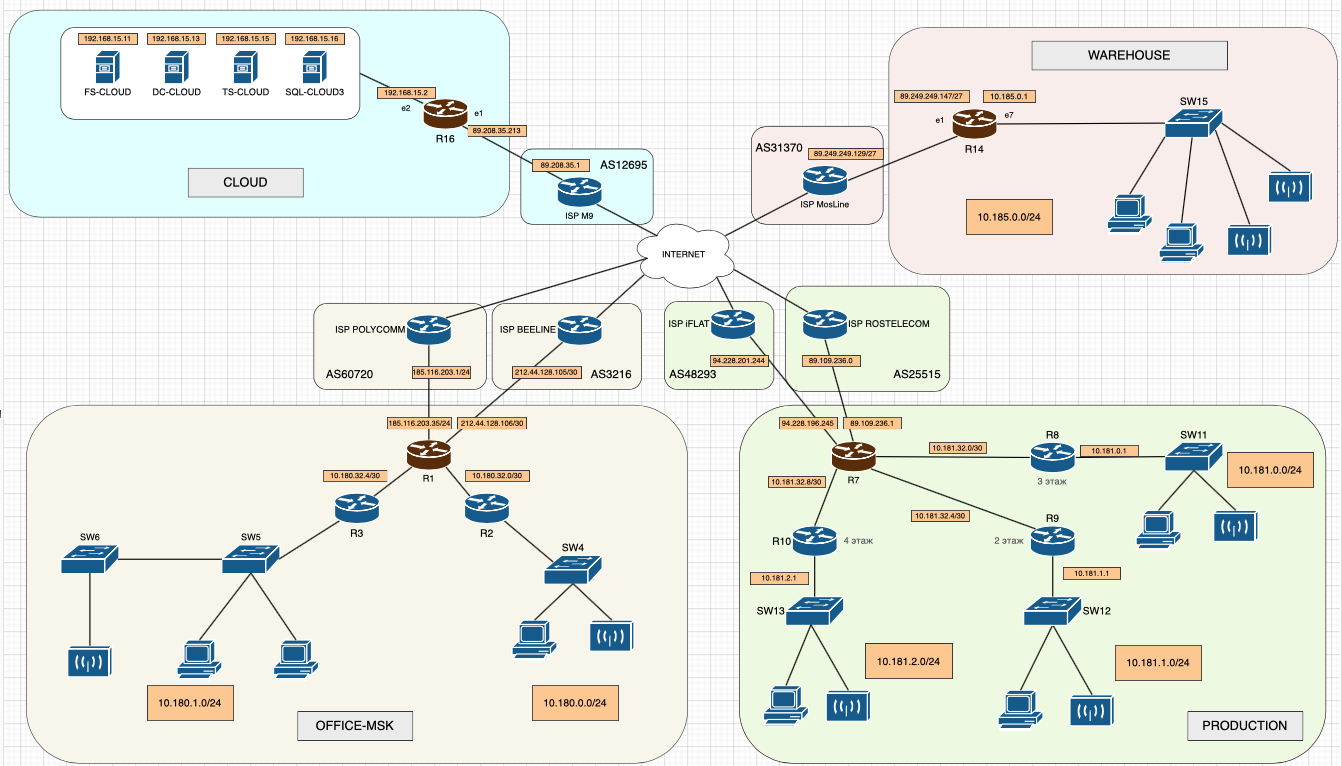 192.168.15.11
192.168.15.13
192.168.15.15
192.168.15.16
FS-CLOUD
DC-CLOUD
TS-CLOUD
SQL-CLOUD3
192.168.15.2
e2
e1
R16
89.208.35.213
CLOUD
89.208.35.1
AS12695
ISP M9
AS31370
89.249.249.129/27
ISP MosLine
WAREHOUSE
89.249.249.147/27
10.185.0.1
e1
e7
R14
SW15
10.185.0.0/24
INTERNET
ISP POLYCOMM
185.116.203.1/24
AS60720
ISP BEELINE
212.44.128.105/30
AS3216
ISP iFLAT
94.228.201.244
AS48293
ISP ROSTELECOM
89.109.236.0
AS25515
185.116.203.35/24
212.44.128.106/30
R1
10.180.32.4/30
10.180.32.0/30
R3
R2
SW6
SW5
SW4
10.180.1.0/24
10.180.0.0/24
OFFICE-MSK
94.228.196.245
89.109.236.1
R7
10.181.32.0/30
R8
3 этаж
10.181.0.1
SW11
10.181.0.0/24
10.181.32.8/30
10.181.32.4/30
R10
4 этаж
R9
2 этаж
10.181.2.1
10.181.1.1
SW13
SW12
10.181.2.0/24
10.181.1.0/24
PRODUCTION